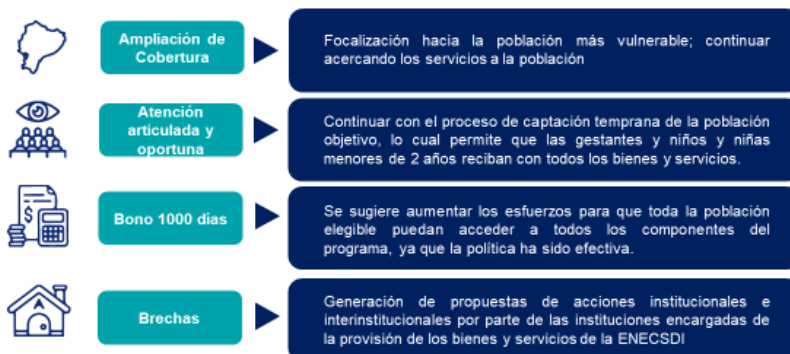 Ampliación de
Cobertura
Focalización hacia la población más vulnerable; continuar
acercando los servicios a la población
Atención
articulada y
oportuna
Continuar con el proceso de captación temprana de la población
objetivo, lo cual permite que las gestantes y niños y niñas
menores de 2 años reciban con todos los bienes y servicios.
Bono 1000 días
Se sugiere aumentar los esfuerzos para que toda la población
elegible puedan acceder a todos los componentes del
programa, ya que la política ha sido efectiva.
Brechas
Generación de propuestas de acciones institucionales e
interinstitucionales por parte de las instituciones encargadas de
la provisión de los bienes y servicios de la ENECSDI